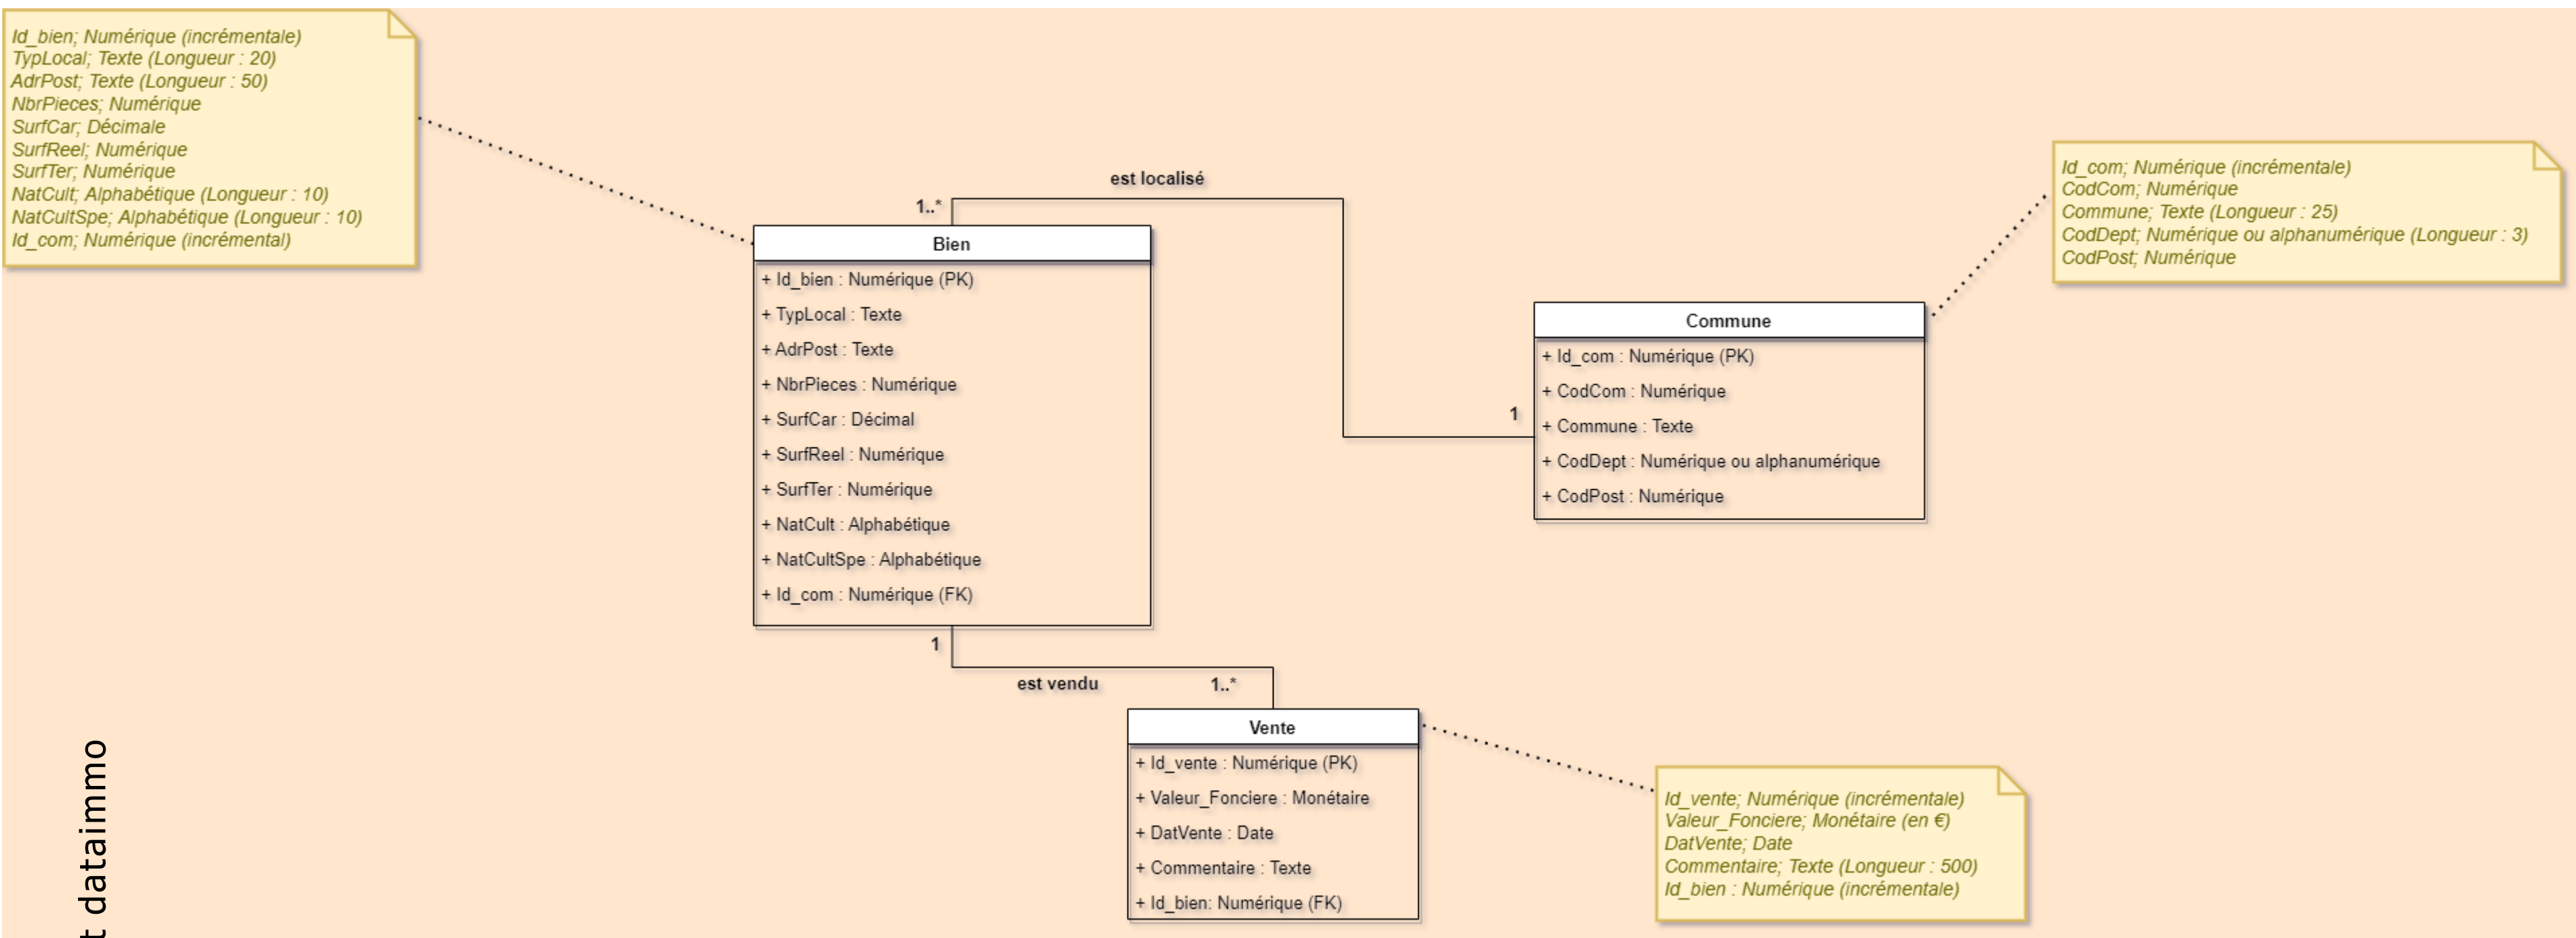 Id_bien; Numérique (incrémentale)
TypLocal; Texte (Longueur : 20)
AdrPost; Texte (Longueur : 50)
NbrPieces; Numérique
SurfCar; Décimale
SurfReel; Numérique
SurfTer; Numérique
NatCult; Alphabétique (Longueur : 10)
NatCultSpe; Alphabétique (Longueur : 10)
Id_com; Numérique (incrémental)
est localisé
1..*
Bien
+ Id_bien : Numérique (PK)
+ TypLocal : Texte
+ AdrPost : Texte
+ NbrPieces : Numérique
+ SurfCar : Décimal
+ SurfReel : Numérique
+ SurfTer : Numérique
+ NatCult : Alphabétique
+ NatCultSpe : Alphabétique
+ Id_com : Numérique (FK)
1
Id_com; Numérique (incrémentale)
CodCom; Numérique
Commune; Texte (Longueur : 25)
CodDept; Numérique ou alphanumérique (Longueur : 3)
CodPost; Numérique
Commune
+ Id_com : Numérique (PK)
+ CodCom : Numérique
+ Commune : Texte
+ CodDept : Numérique ou alphanumérique
+ CodPost : Numérique
1
est vendu
1..*
Vente
+ Id_vente : Numérique (PK)
+ Valeur_Fonciere : Monétaire
+ DatVente : Date
+ Commentaire : Texte
+ Id_bien: Numérique (FK)
Id_vente; Numérique (incrémentale)
Valeur_Fonciere; Monétaire (en €)
DatVente; Date
Commentaire; Texte (Longueur : 500)
Id_bien : Numérique (incrémentale)
t dataimmo